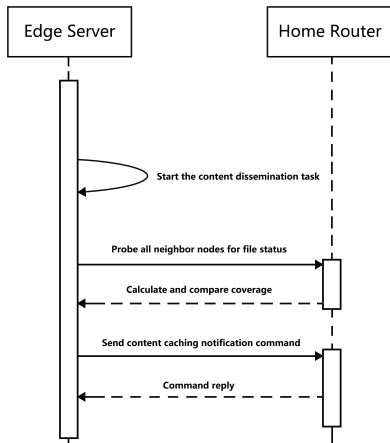 Edge Server
Home Router
Start the content dissemination task
Probe all neighbor nodes for file status
Calculate and compare coverage
Send content caching notification command
Command reply